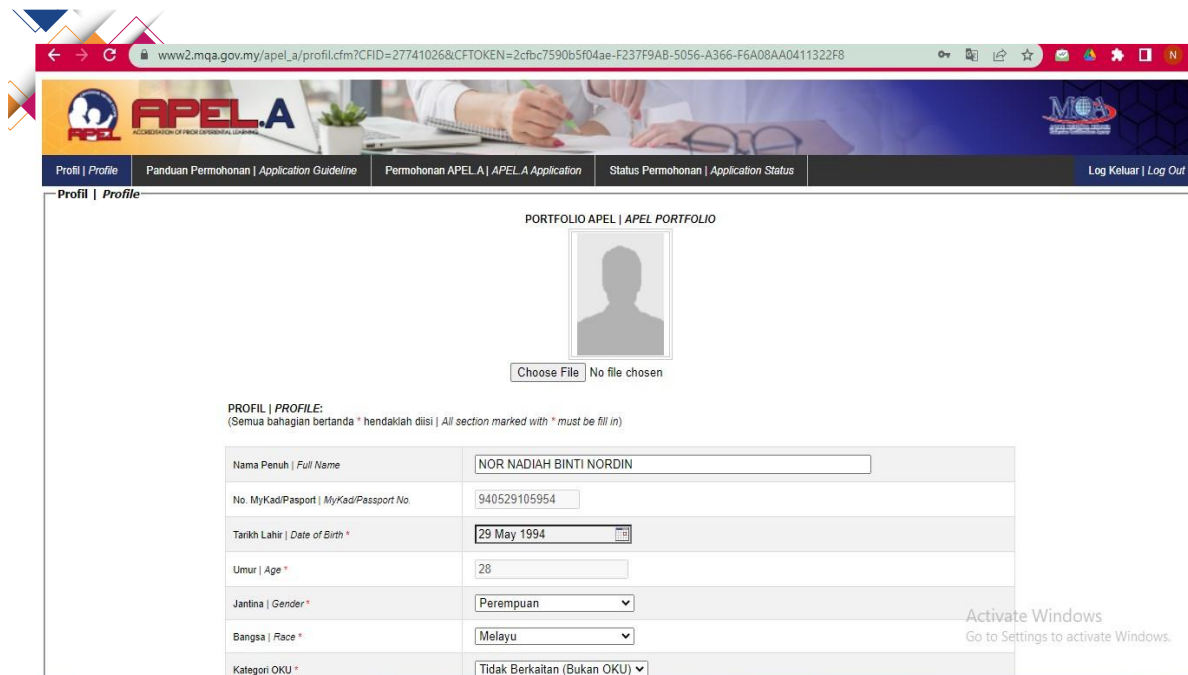 www2.mqa.gov.my/apel_a/profil.cfm?CFID=27741026&CFTOKEN=2cfbc7590b5f04ae-F237F9AB-5056-A366-F6A08AA0411322F8
N
APEL
APEL.A
ACCREDITATION OF PRIOR EXPERIENTIAL LEARNING
MQA
Profil | Profile
Panduan Permohonan | Application Guideline
Permohonan APEL.A | APEL.A Application
Status Permohonan | Application Status
Log Keluar | Log Out
Profil | Profile
PORTFOLIO APEL | APEL PORTFOLIO
Choose File No file chosen
PROFIL | PROFILE:
(Semua bahagian bertanda * hendaklah diisi | All section marked with * must be fill in)
Nama Penuh | Full Name NOR NADIAH BINTI NORDIN
No. MyKad/Pasport | MyKad/Passport No. 940529105954
Tarikh Lahir | Date of Birth * 29 May 1994
Umur | Age * 28
Jantina | Gender * Perempuan
Bangsa | Race * Melayu
Kategori OKU * Tidak Berkaitan (Bukan OKU)
Activate Windows
Go to Settings to activate Windows.